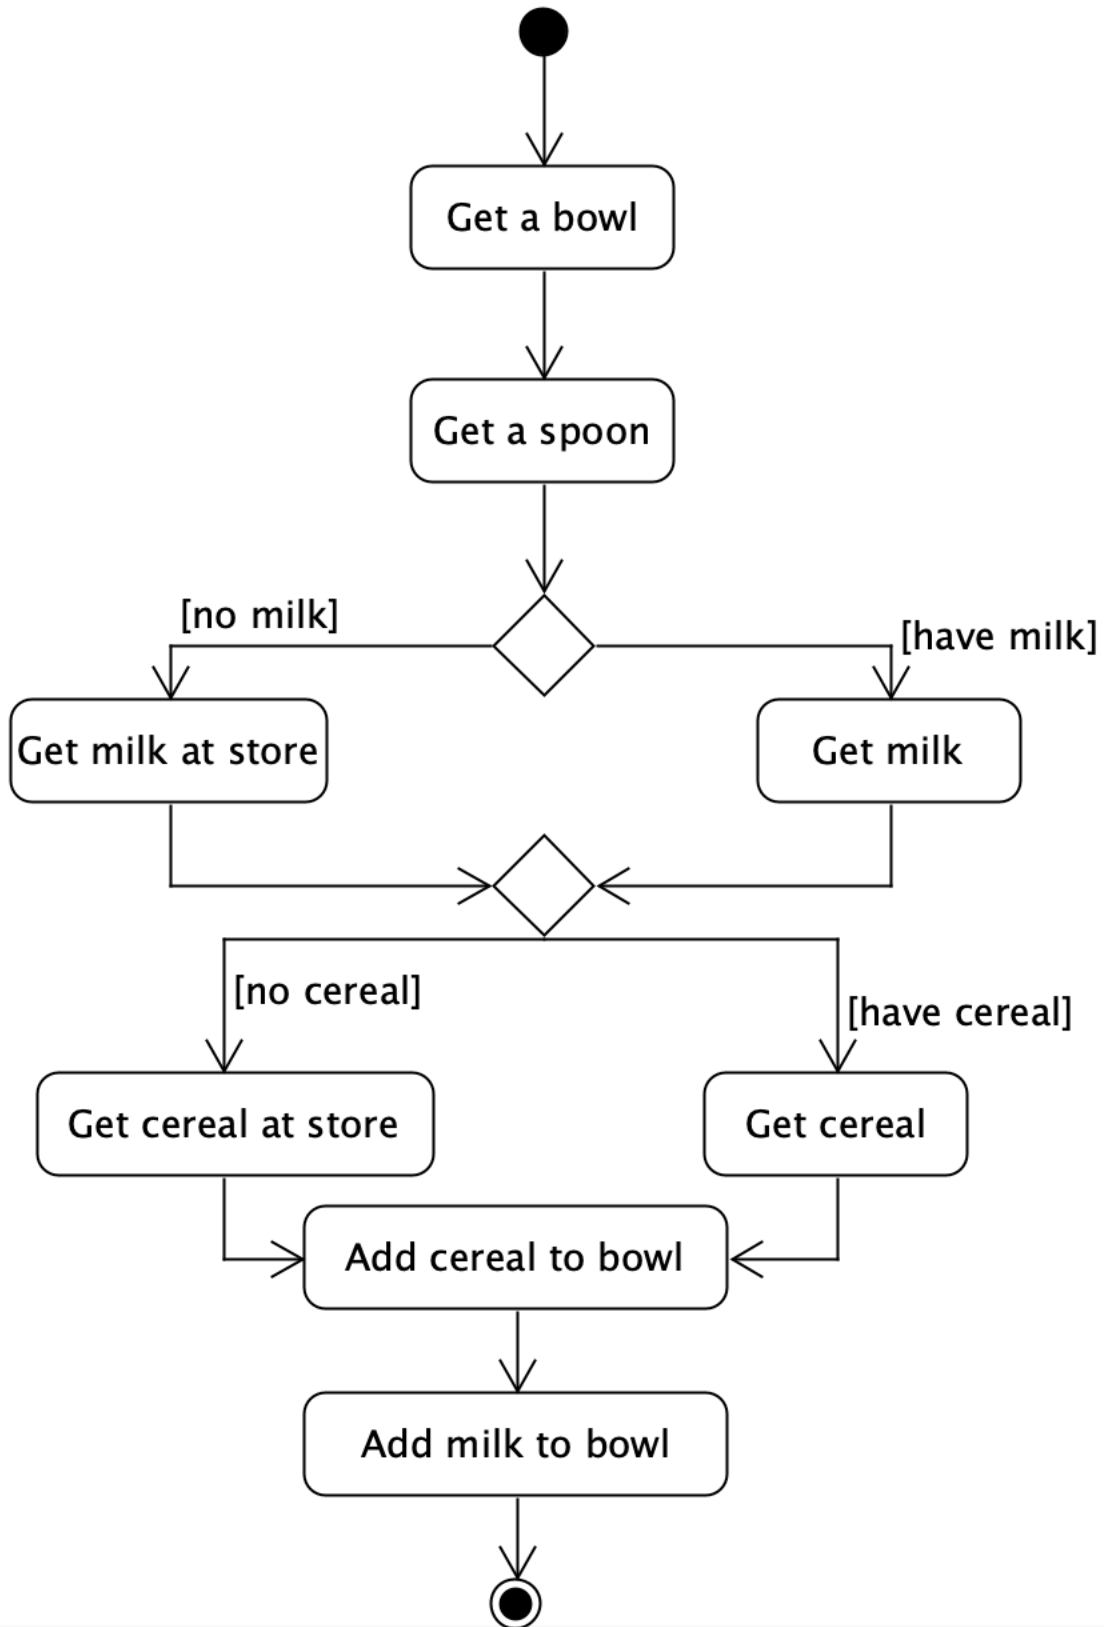 Get a bowl
Get a spoon
[no milk]
[have milk]
Get milk at store
Get milk
[no cereal]
[have cereal]
Get cereal at store
Get cereal
Add cereal to bowl
Add milk to bowl